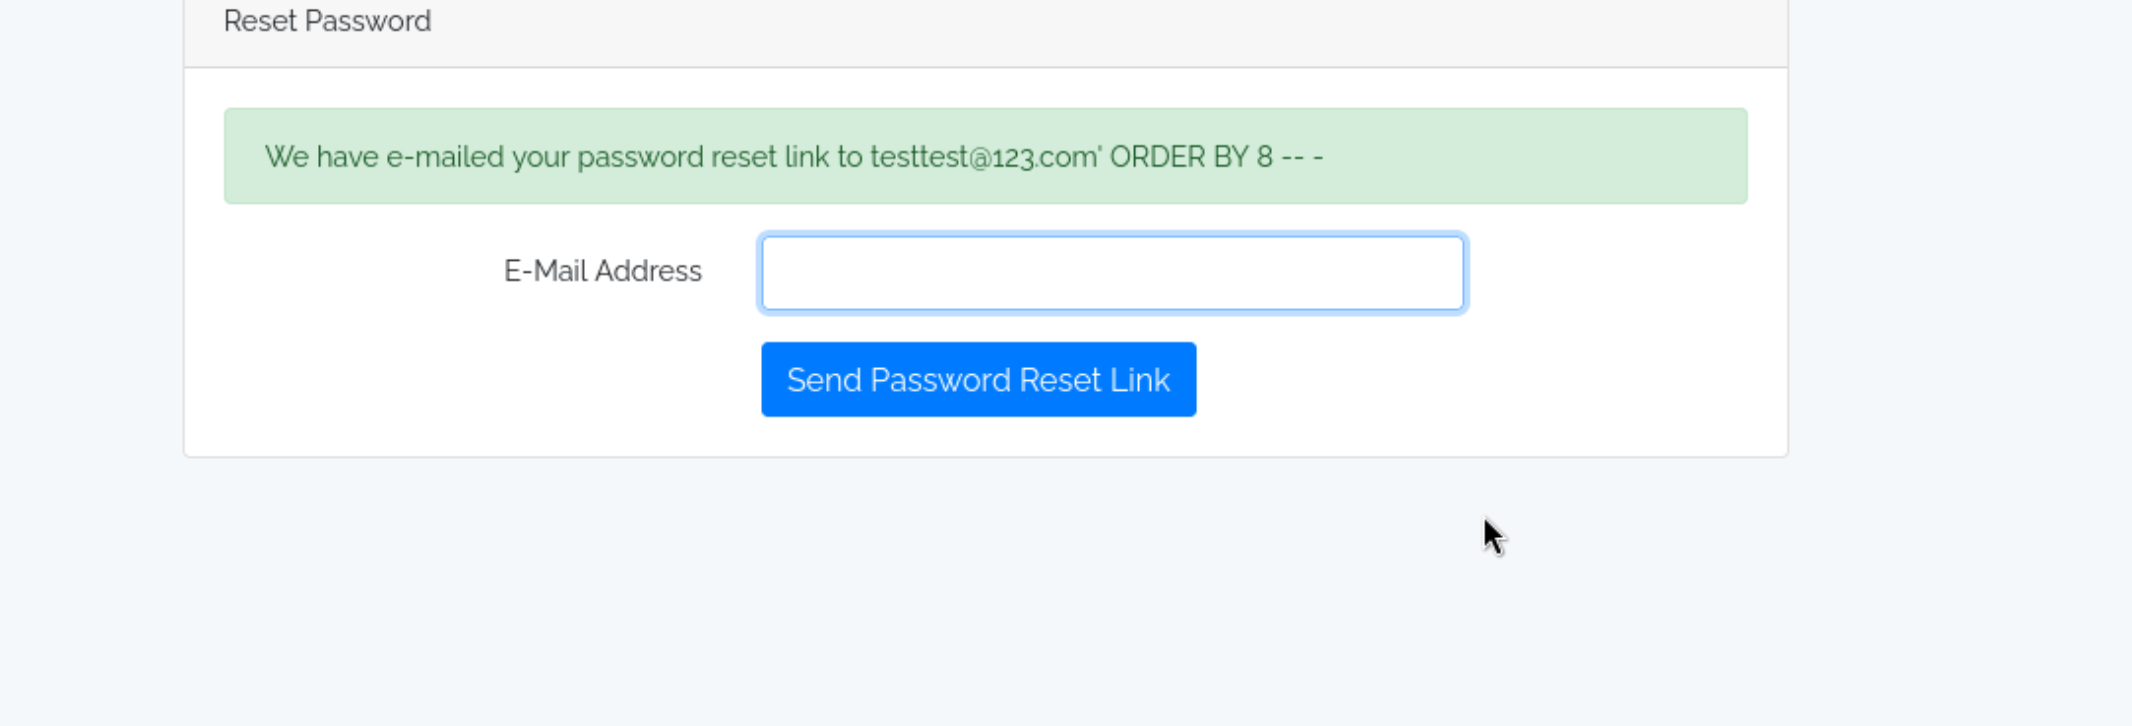 Reset Password
We have e-mailed your password reset link to testtest@123.com' ORDER BY 8 -- -
E-Mail Address
Send Password Reset Link